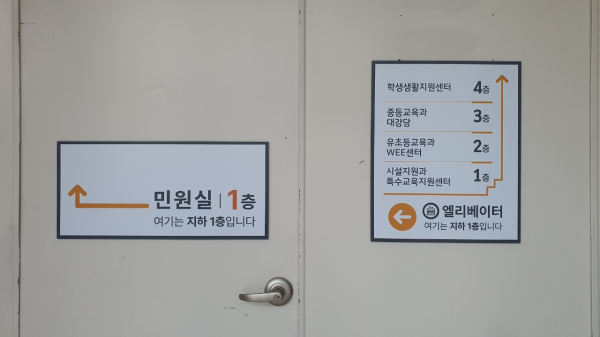 민원실 | 1층
여기는 지하 1층입니다
학생생활지원센터 4층
중등교육과
대강당 3층
유초등교육과
WEE센터 2층
시설지원과
특수교육지원센터 1층
엘리베이터
여기는 지하 1층입니다